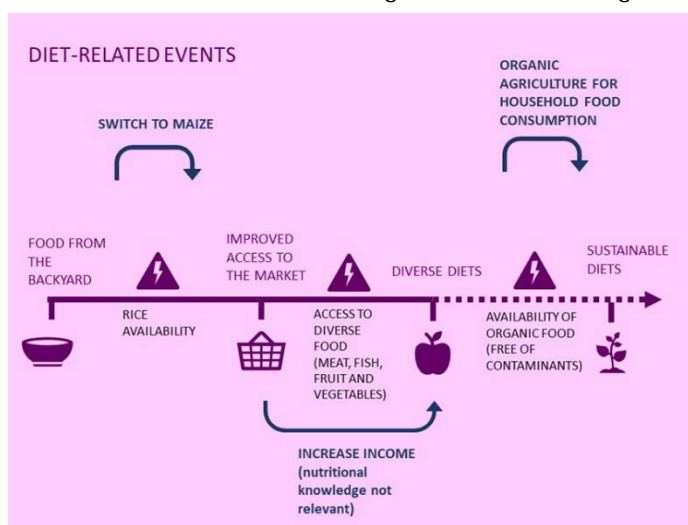 DIET-RELATED EVENTS
ORGANIC
AGRICULTURE FOR
HOUSEHOLD FOOD
CONSUMPTION
SWITCH TO MAIZE
FOOD FROM
THE
BACKYARD
IMPROVED
ACCESS TO
THE MARKET
DIVERSE DIETS
SUSTAINABLE
DIETS
RICE
AVAILABILITY
ACCESS TO
DIVERSE
FOOD
(MEAT, FISH,
FRUIT AND
VEGETABLES)
AVAILABILITY OF
ORGANIC FOOD
(FREE OF
CONTAMINANTS)
INCREASE INCOME
(nutritional
knowledge not
relevant)